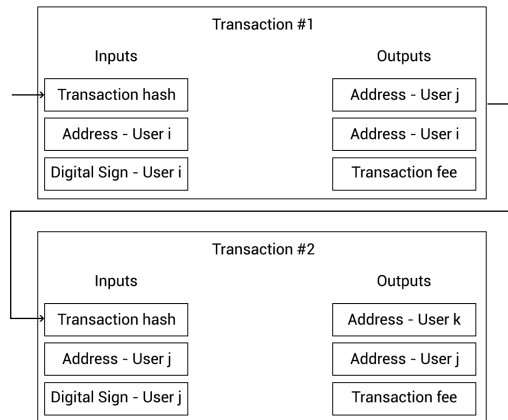 Transaction #1
Inputs
Outputs
Transaction hash
Address - User j
Address - User i
Address - User i
Digital Sign - User i
Transaction fee
Transaction #2
Inputs
Outputs
Transaction hash
Address - User k
Address - User j
Address - User j
Digital Sign - User j
Transaction fee